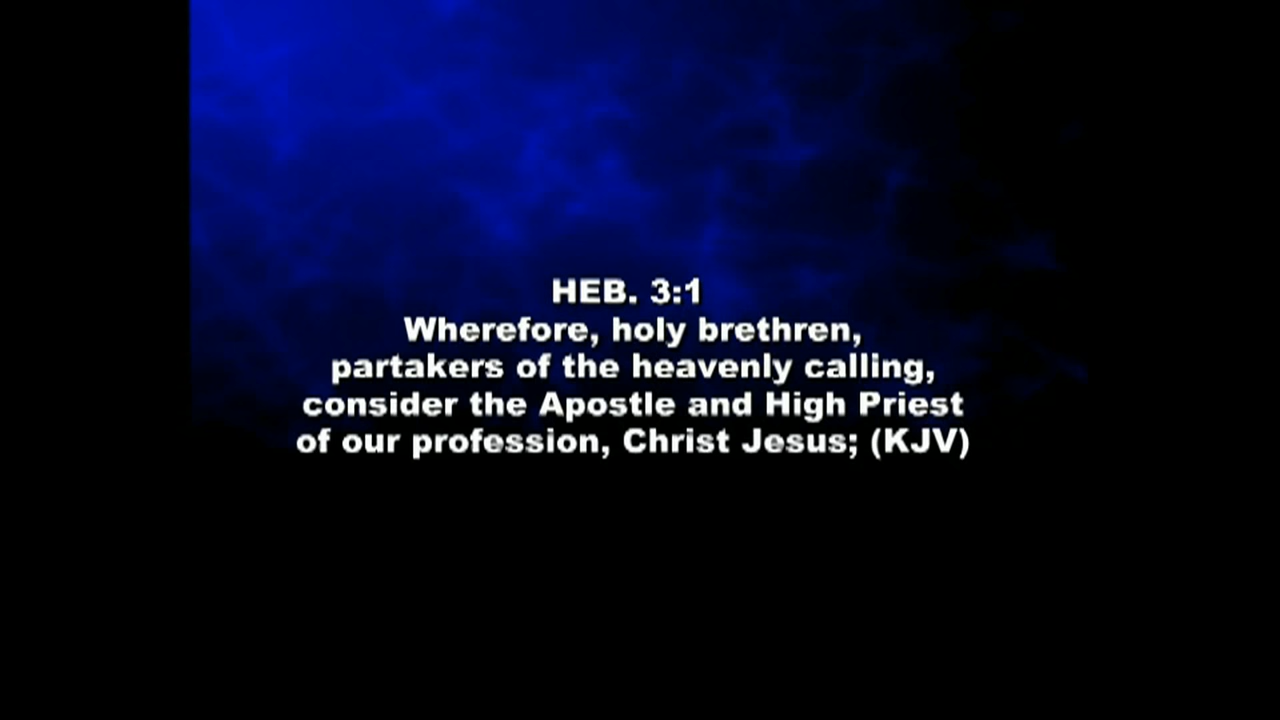 HEB. 3:1
Wherefore, holy brethren,
partakers of the heavenly calling,
consider the Apostle and High Priest
of our profession, Christ Jesus; (KJV)